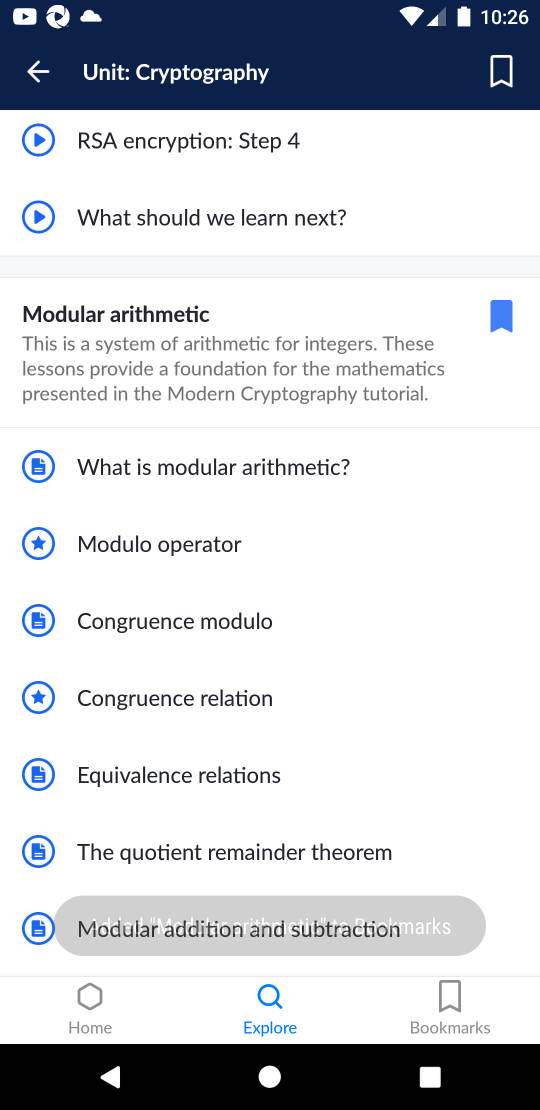 10:26
Unit: Cryptography
RSA encryption: Step 4
What should we learn next?
Modular arithmetic
This is a system of arithmetic for integers. These
lessons provide a foundation for the mathematics
presented in the Modern Cryptography tutorial.
What is modular arithmetic?
Modulo operator
Congruence modulo
Congruence relation
Equivalence relations
The quotient remainder theorem
Modular addition and subtraction
Added "Modular arithmetic" to Bookmarks
Home
Explore
Bookmarks